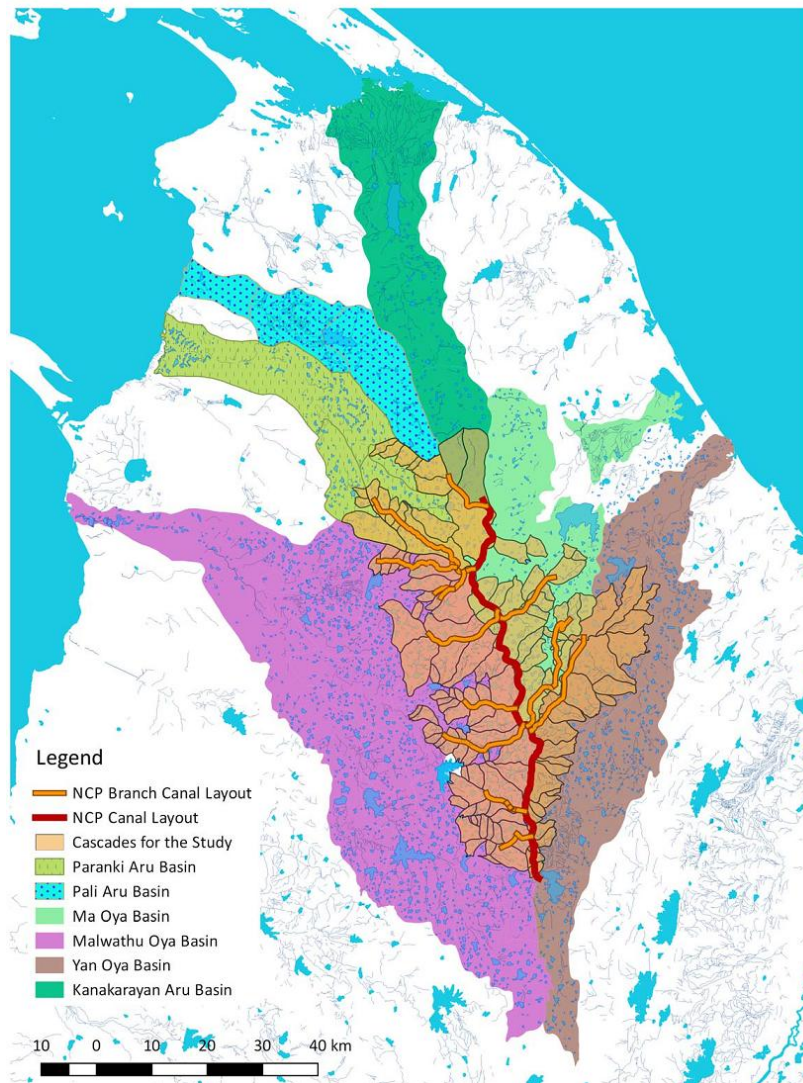 Legend
NCP Branch Canal Layout
NCP Canal Layout
Cascades for the Study
Paranki Aru Basin
Pali Aru Basin
Ma Oya Basin
Malwathu Oya Basin
Yan Oya Basin
Kanakarayan Aru Basin
10 0 10 20 30 40 km